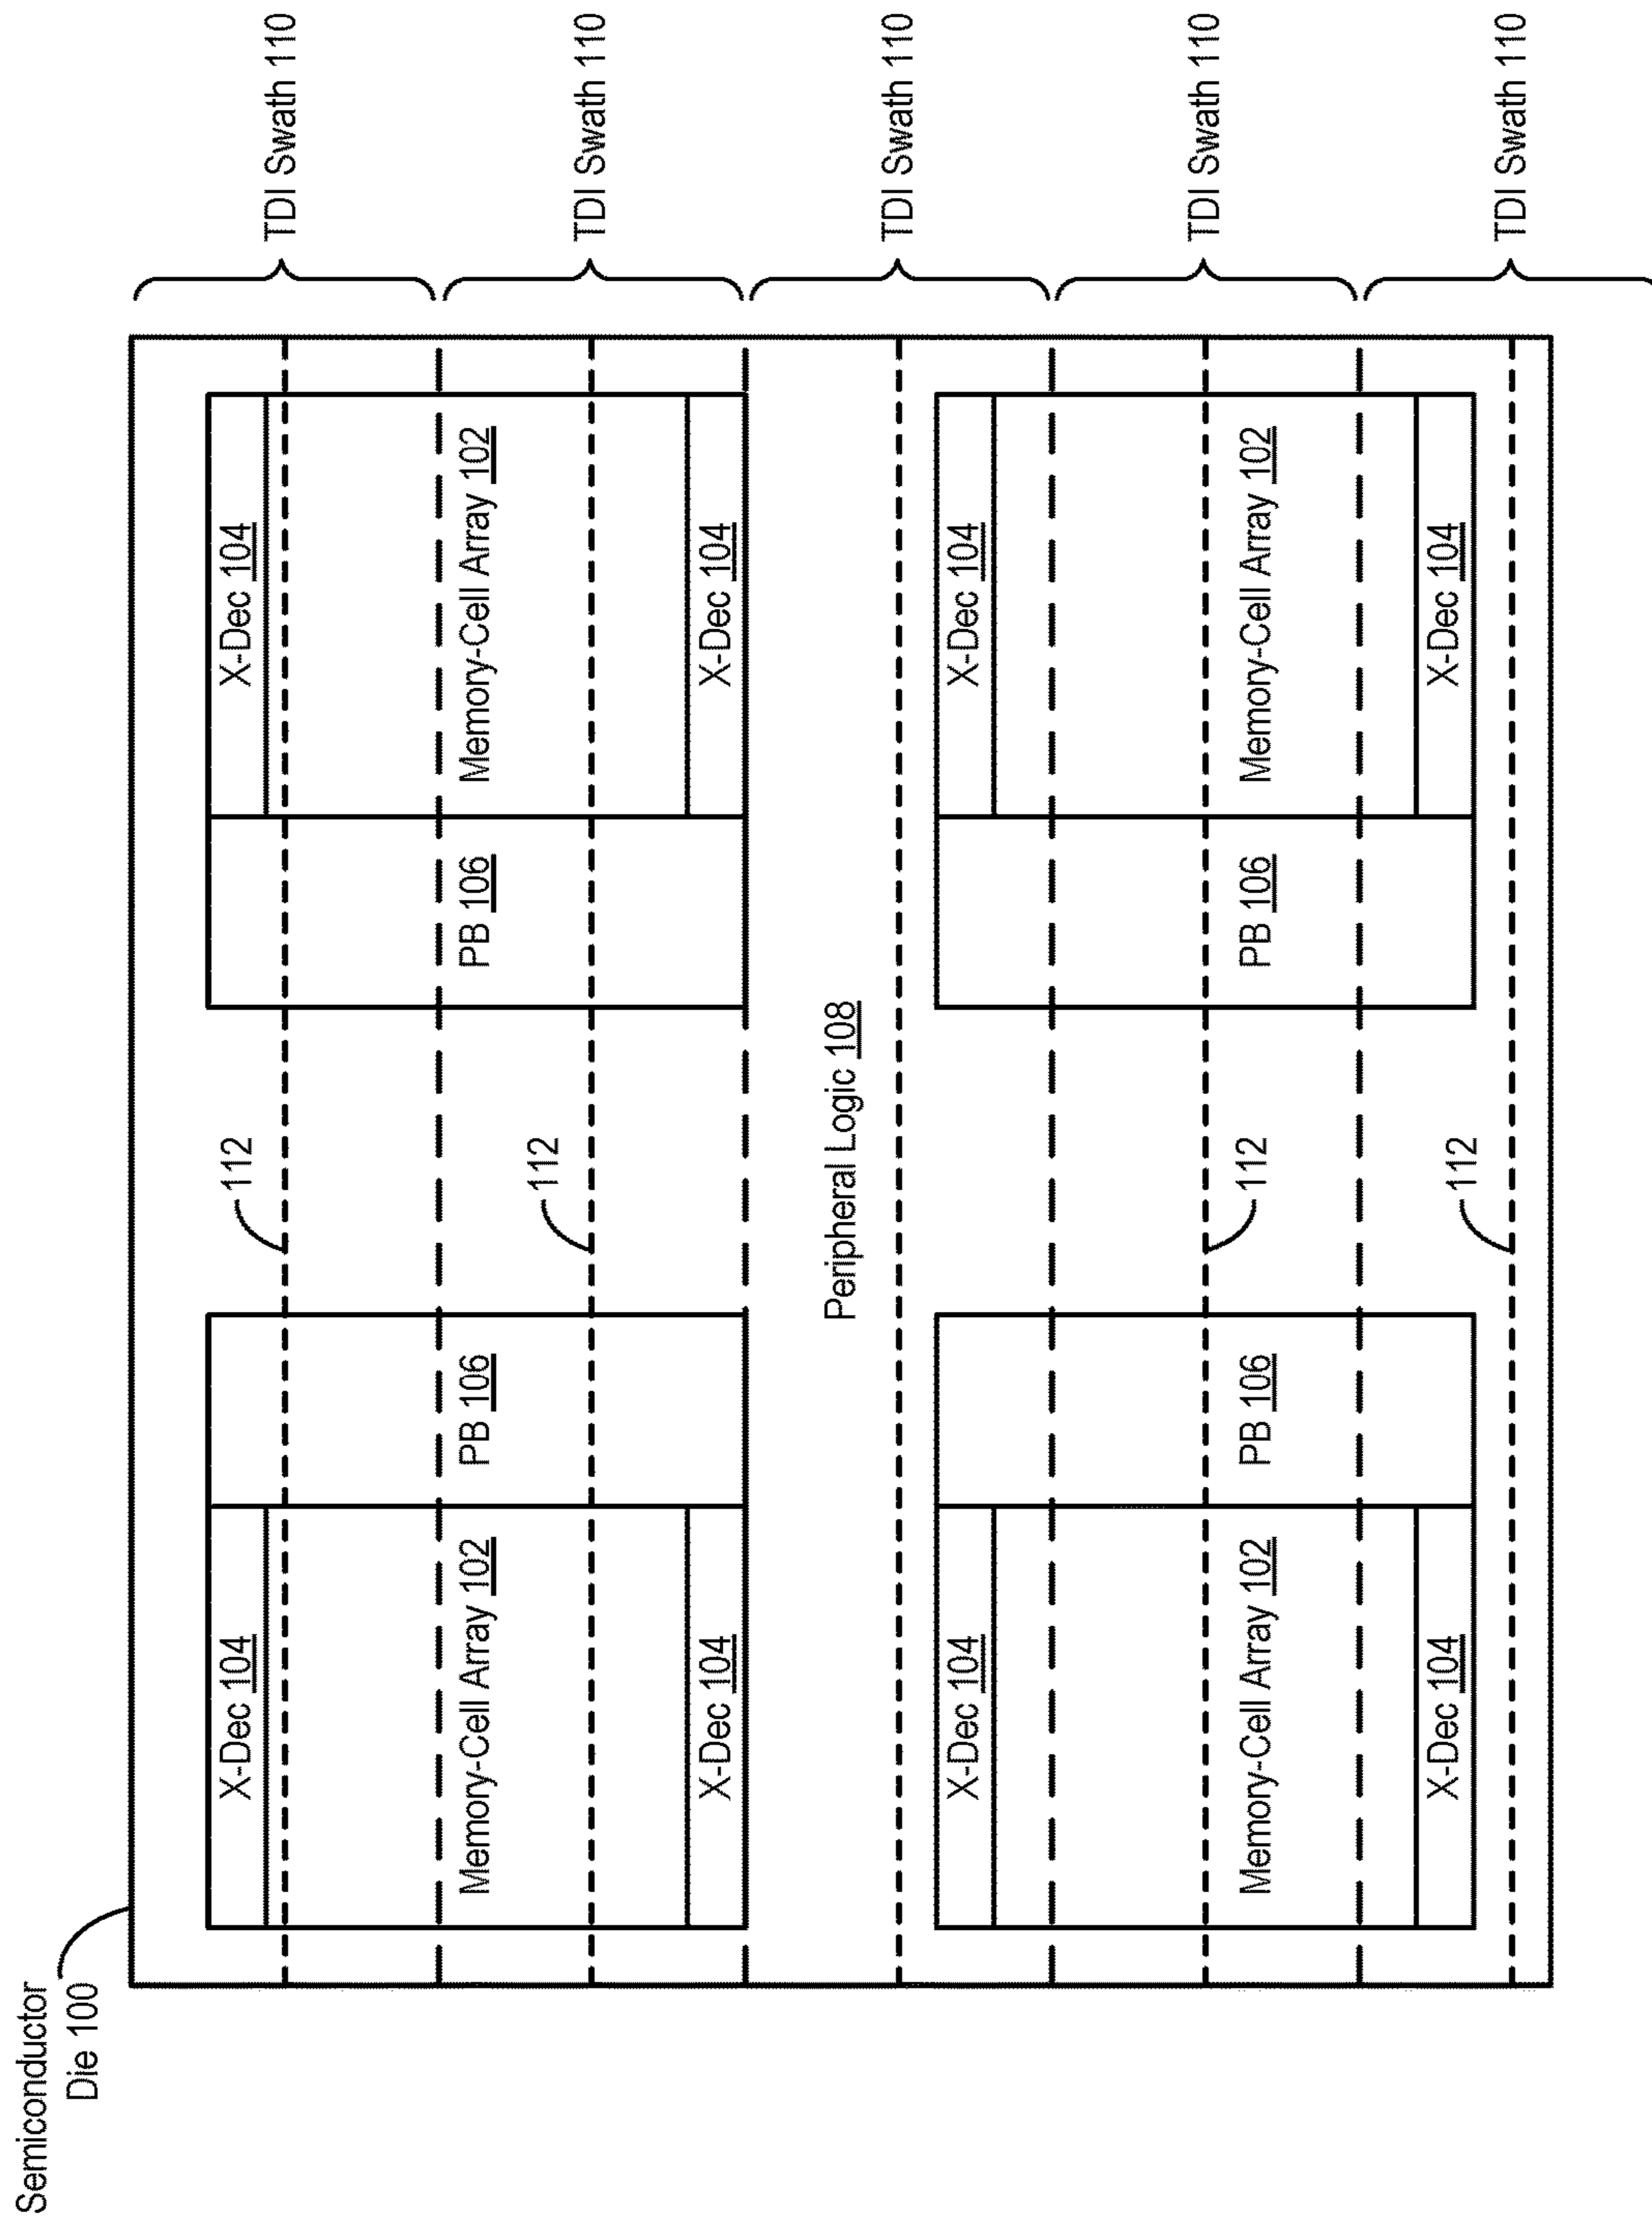 Semiconductor
Die 100
X-Dec 104
Memory-Cell Array 102
X-Dec 104
PB 106
112
112
PB 106
X-Dec 104
Memory-Cell Array 102
X-Dec 104
Peripheral Logic 108
X-Dec 104
Memory-Cell Array 102
X-Dec 104
PB 106
112
112
PB 106
X-Dec 104
Memory-Cell Array 102
X-Dec 104
TDI Swath 110
TDI Swath 110
TDI Swath 110
TDI Swath 110
TDI Swath 110